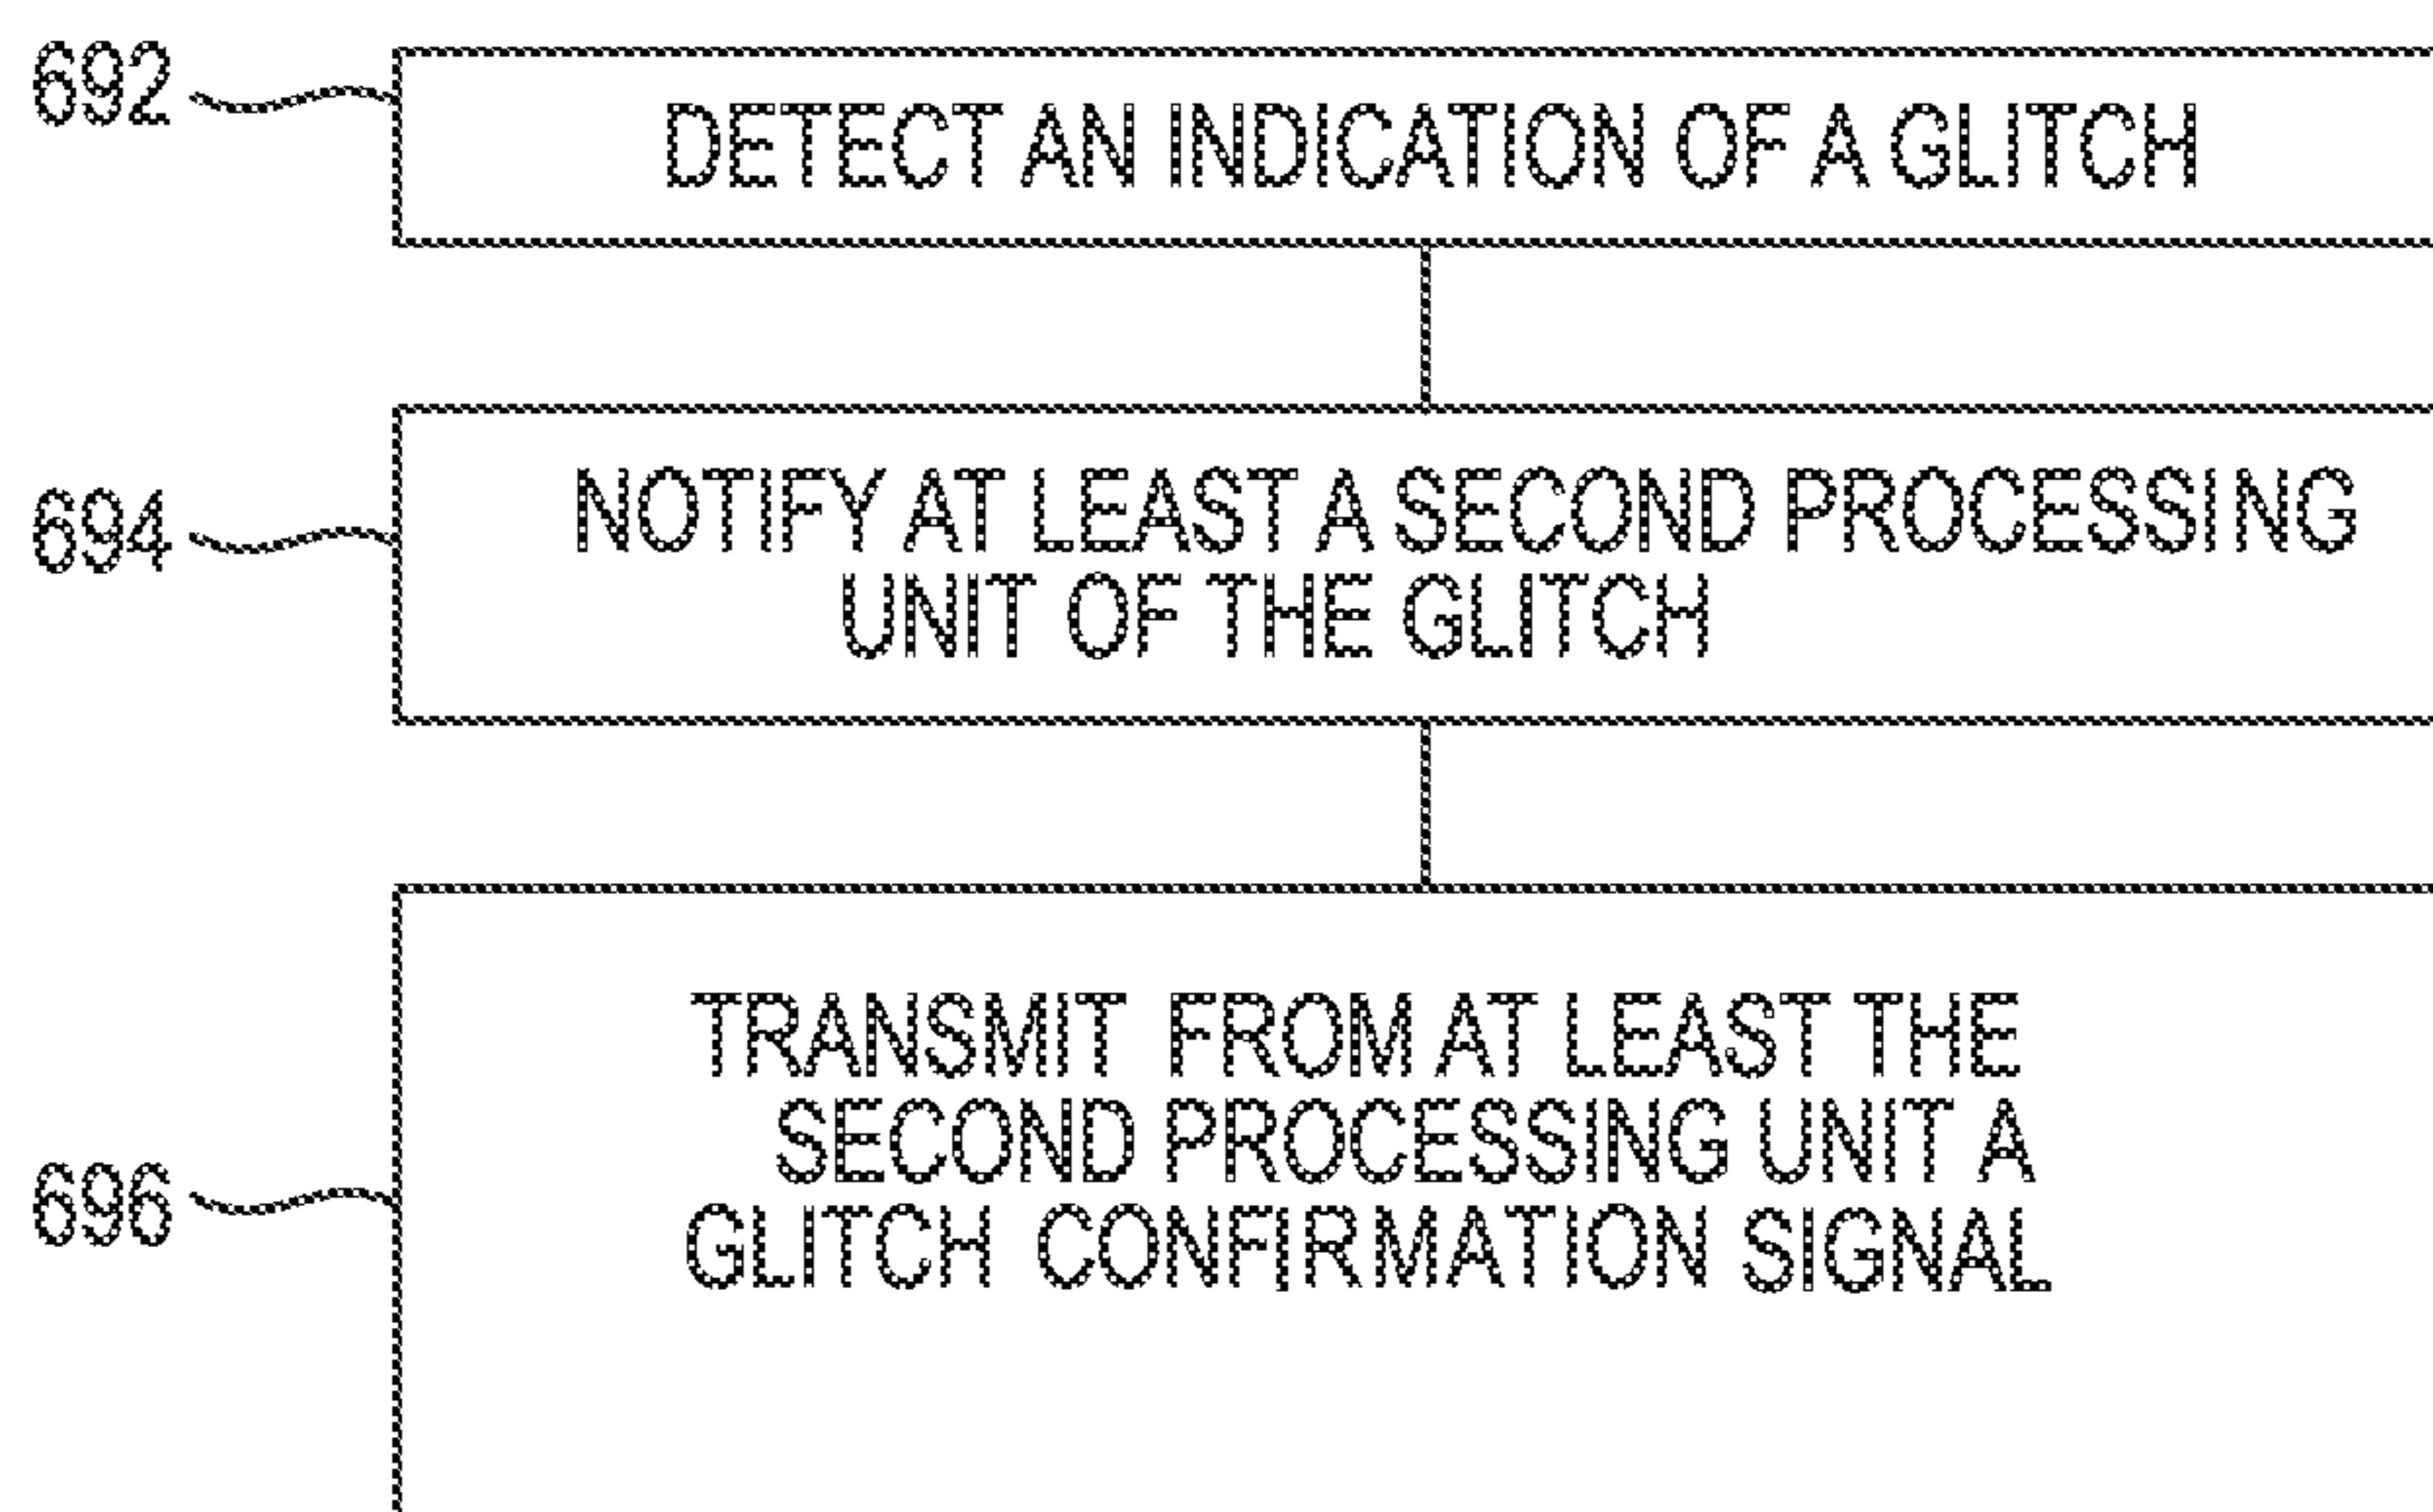 692
DETECT AN INDICATION OF A GLITCH
694
NOTIFY AT LEAST A SECOND PROCESSING
UNIT OF THE GLITCH
696
TRANSMIT FROM AT LEAST THE
SECOND PROCESSING UNIT A
GLITCH CONFIRMATION SIGNAL